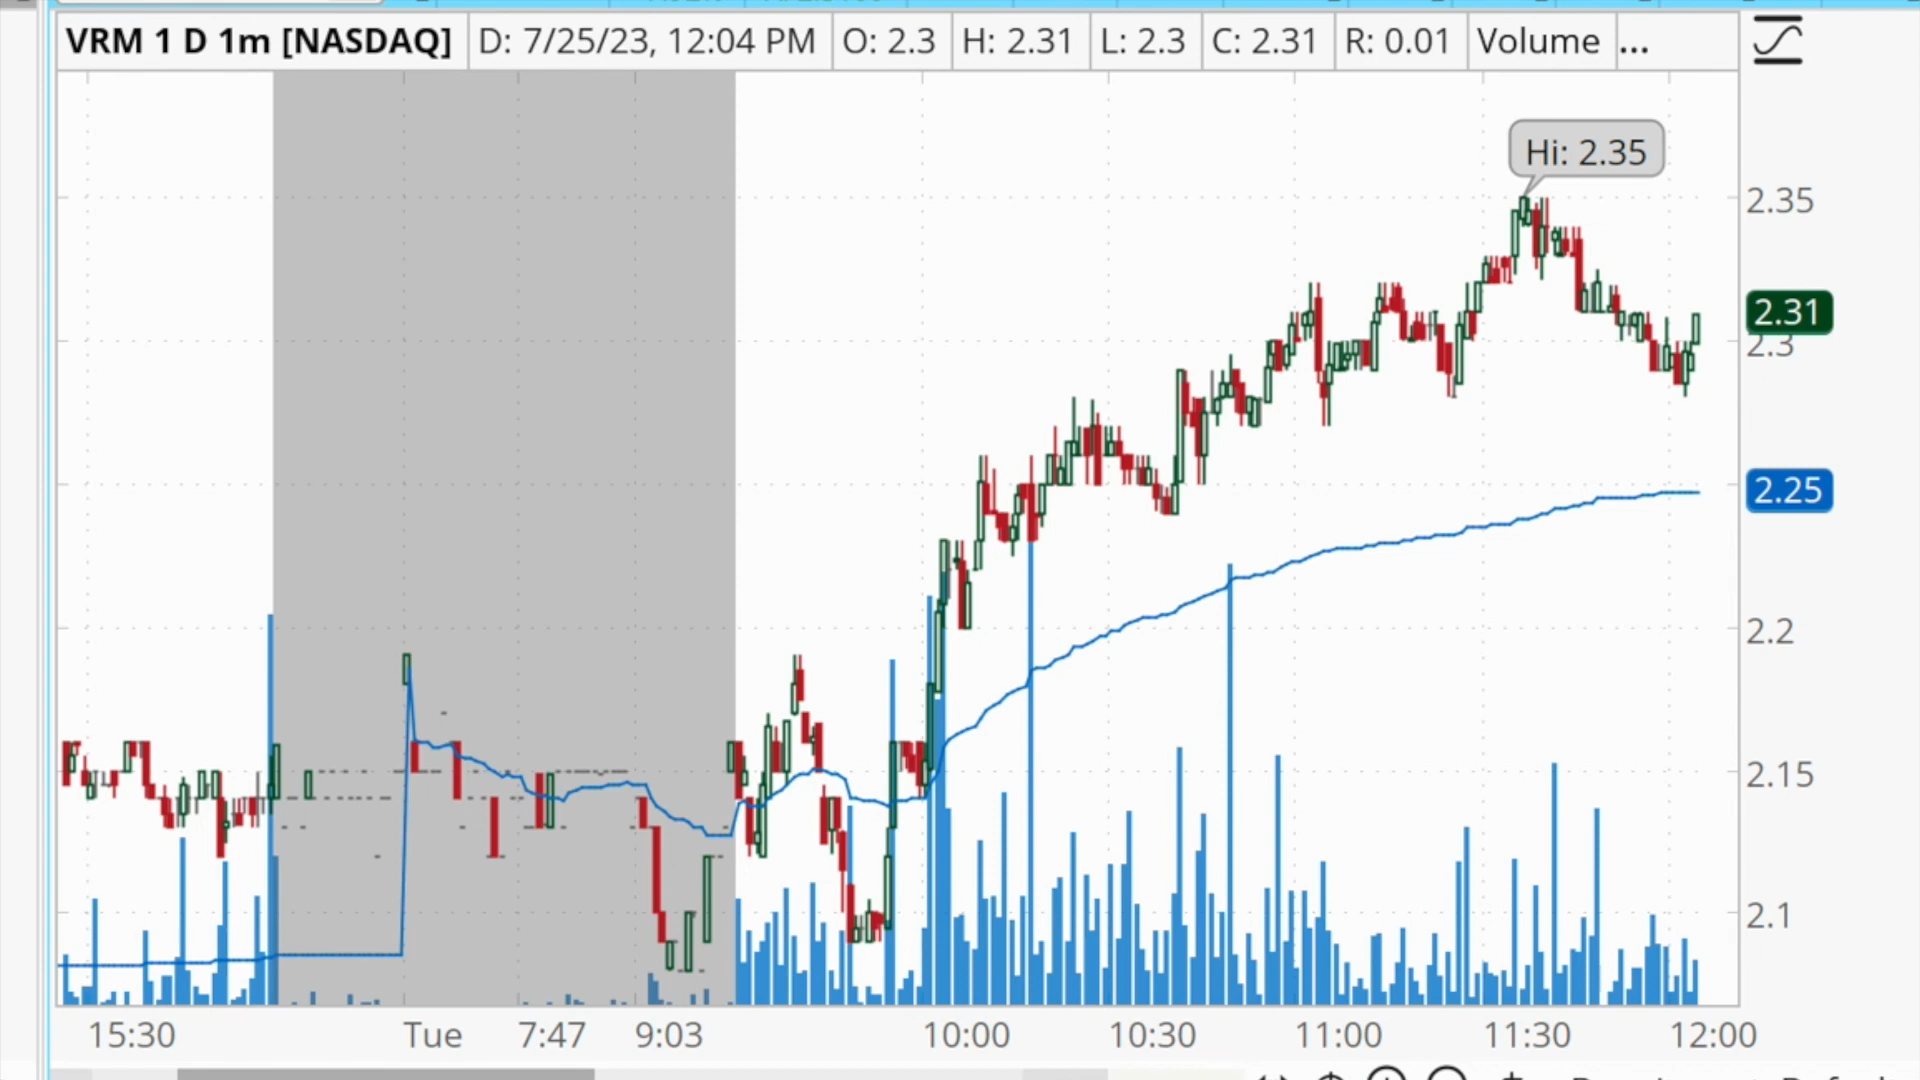 VRM 1 D 1m [NASDAQ] D: 7/25/23, 12:04 PM O: 2.3 H: 2.31 L: 2.3 C: 2.31 R: 0.01 Volume ...
Hi: 2.35
2.35
2.31
2.3
2.25
2.2
2.15
2.1
15:30 Tue 7:47 9:03 10:00 10:30 11:00 11:30 12:00